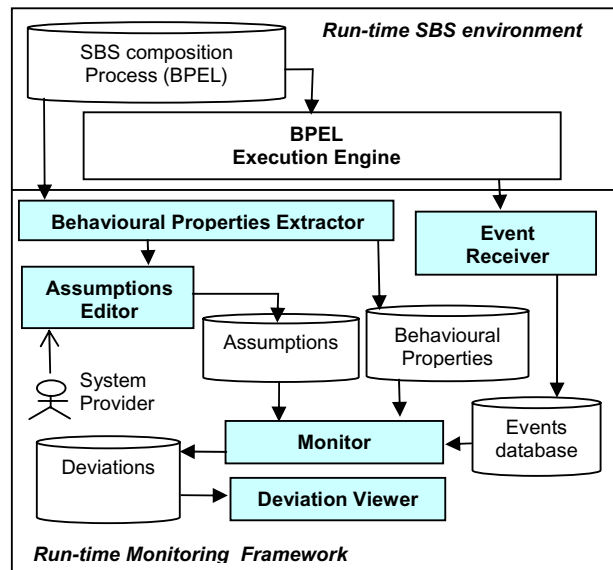 Run-time SBS environment
SBS composition
Process (BPEL)
BPEL
Execution Engine
Behavioural Properties Extractor
Event
Receiver
Assumptions
Editor
Assumptions
Behavioural
Properties
System
Provider
Monitor
Events
database
Deviations
Deviation Viewer
Run-time Monitoring Framework